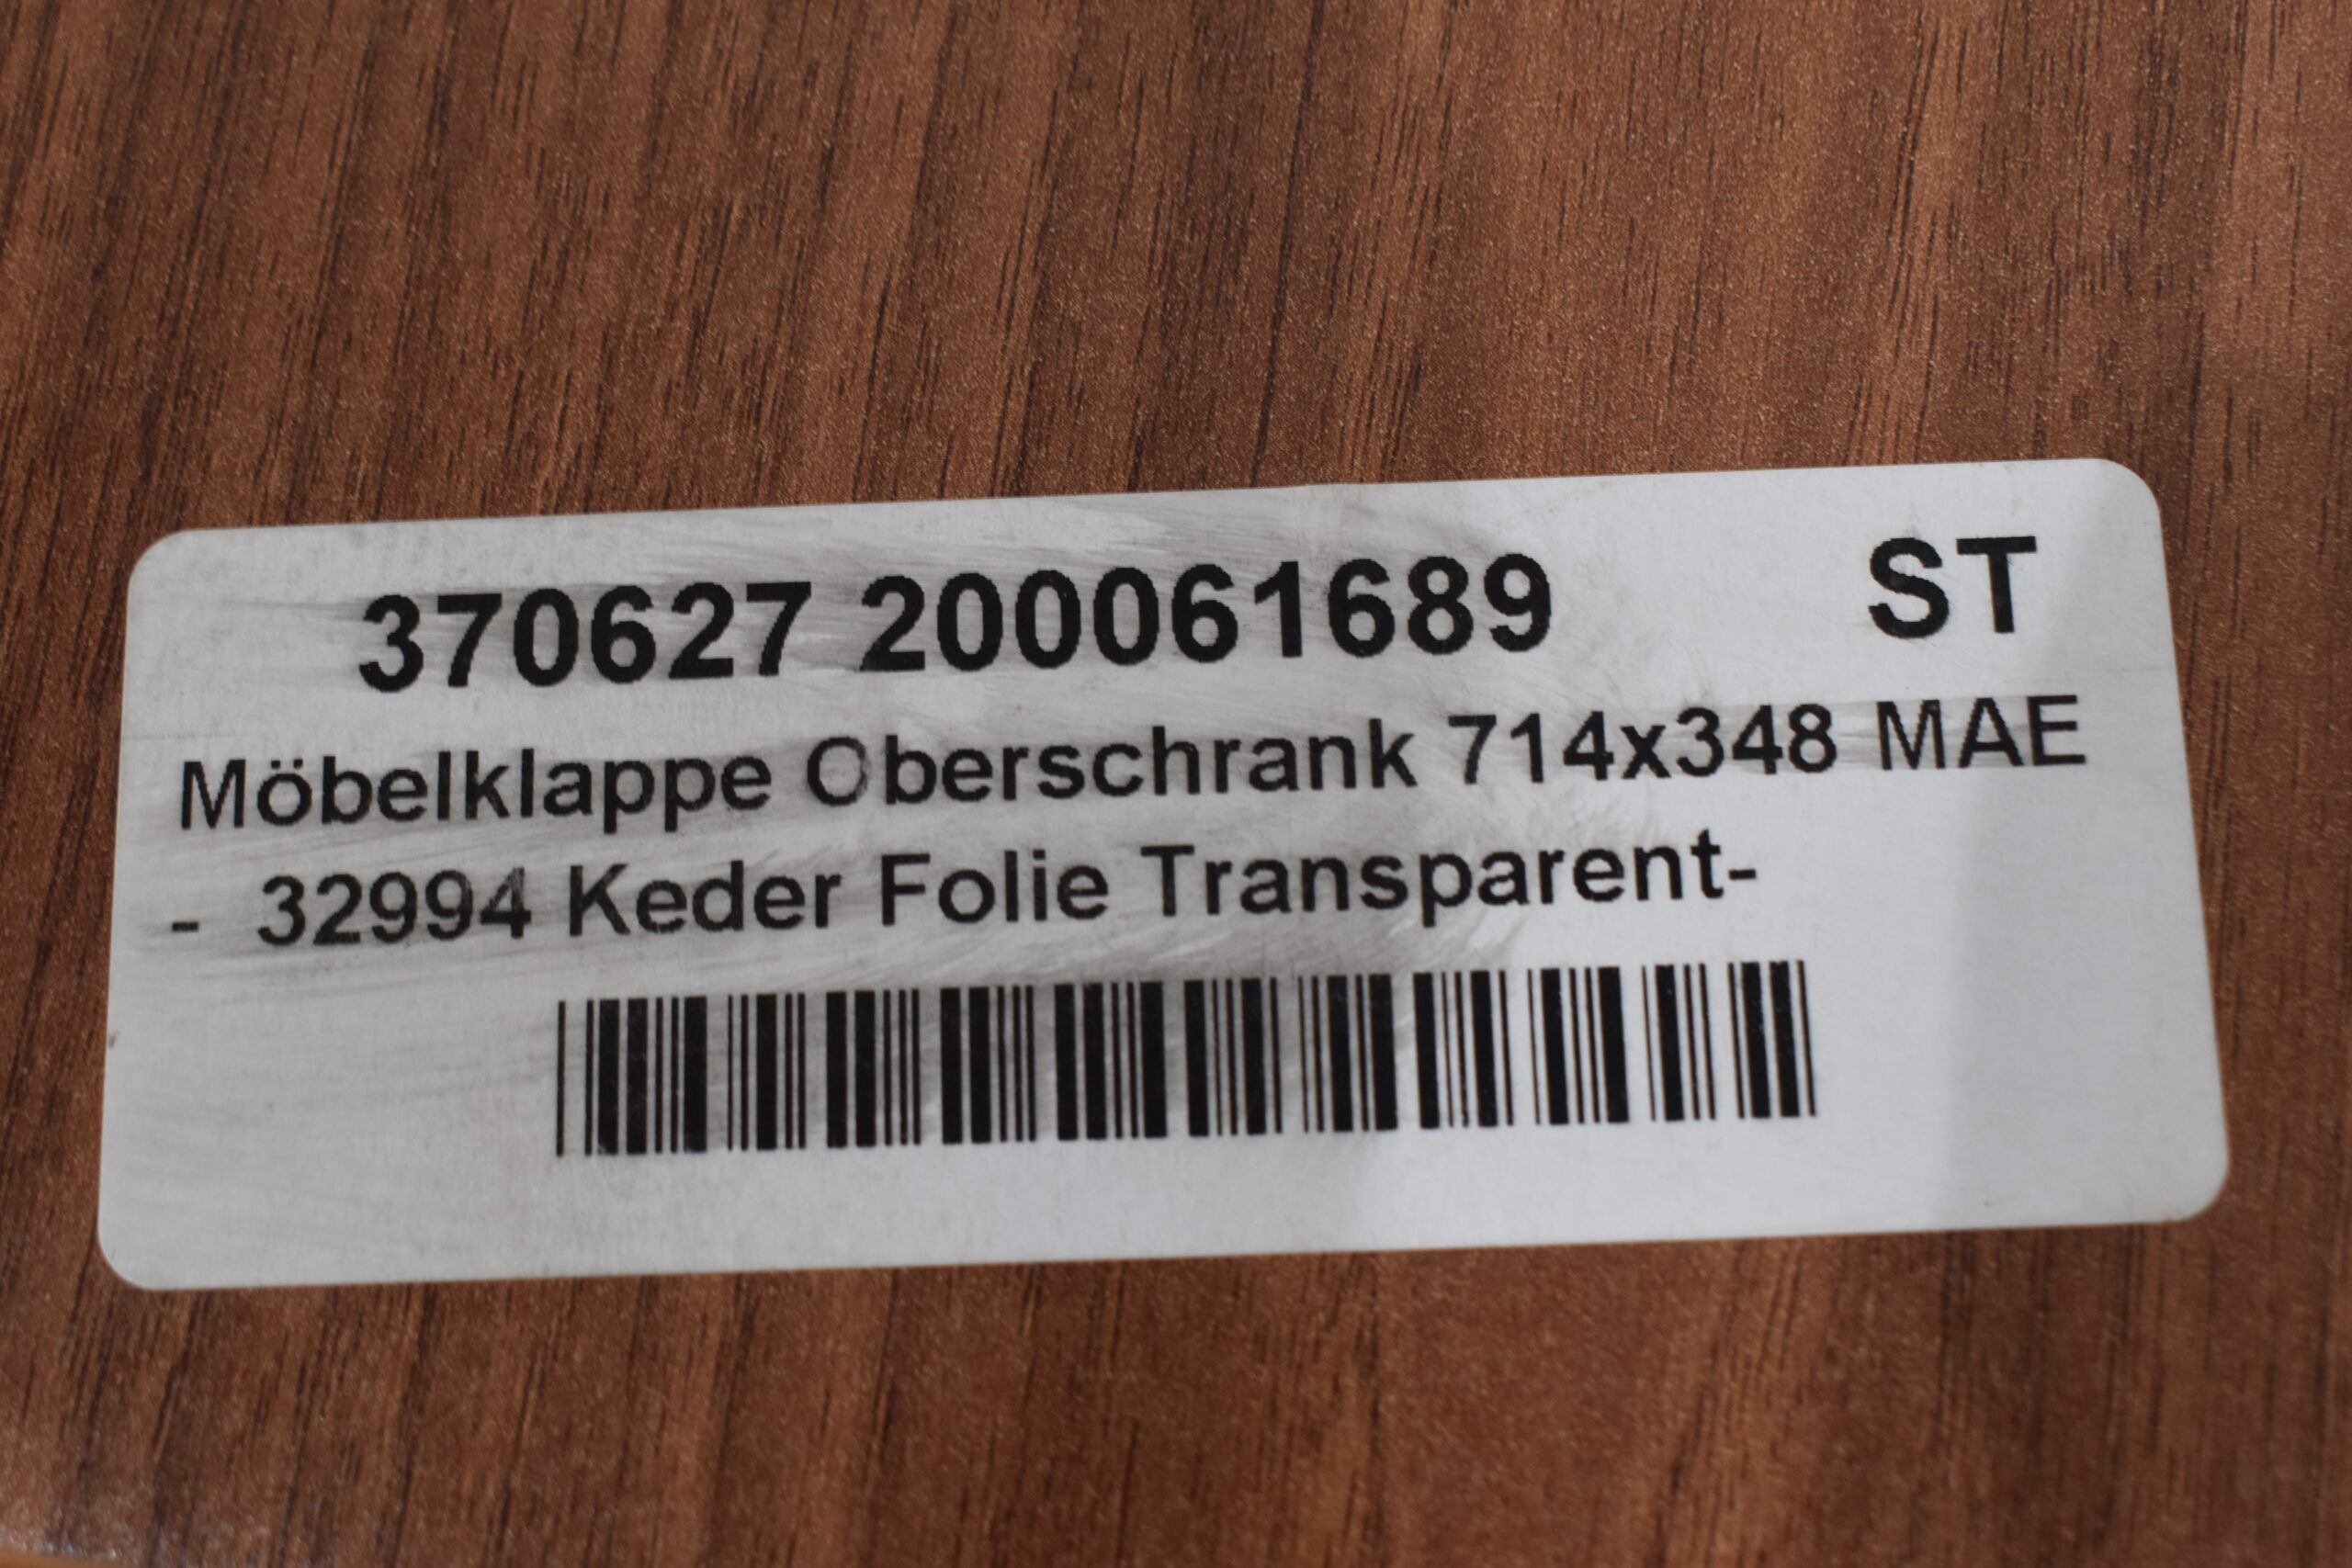 370627 200061689 ST
Möbelklappe Oberschrank 714x348 MAE
- 32994 Keder Folie Transparent-